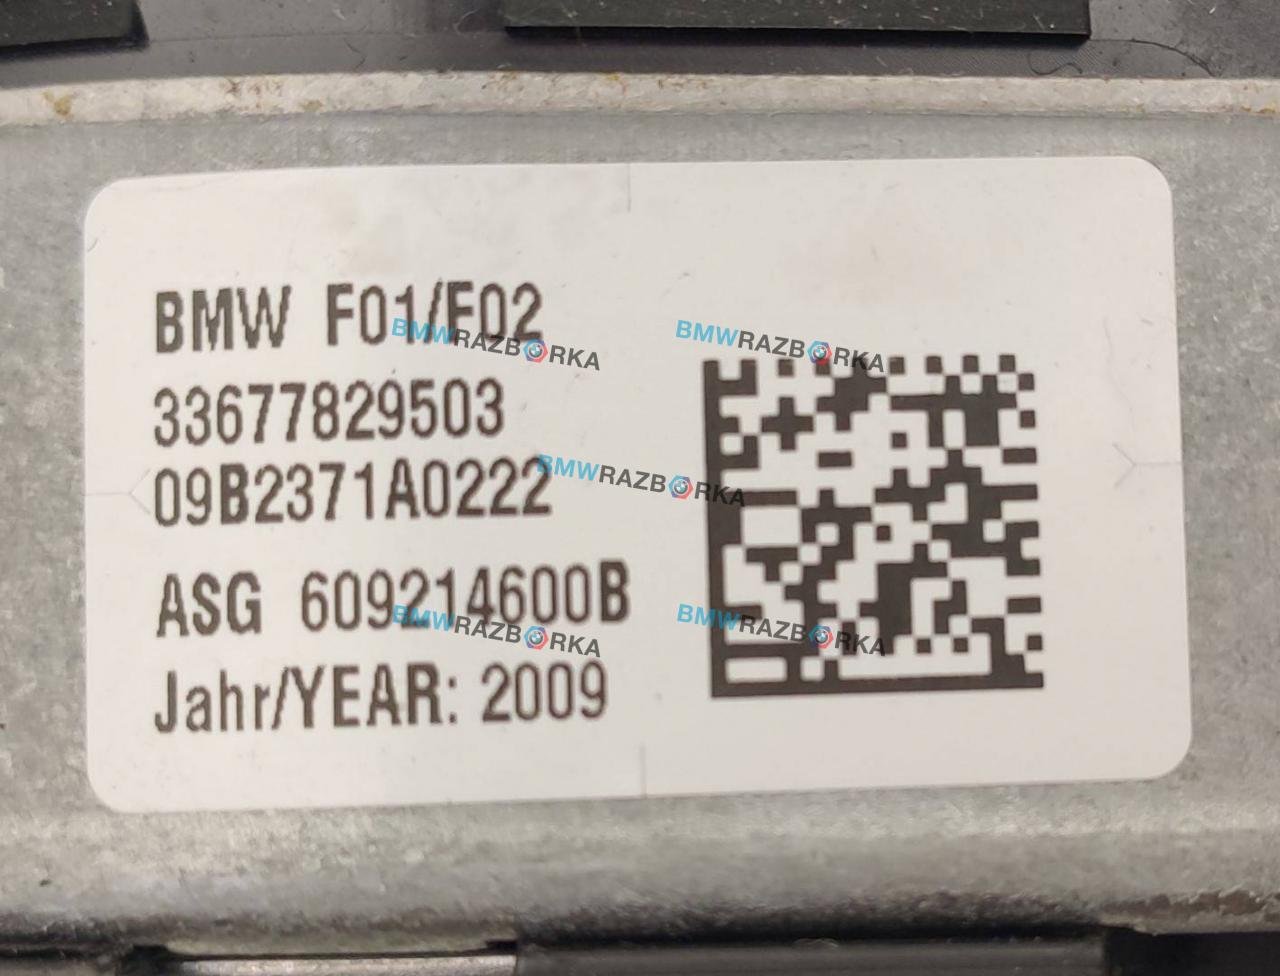 BMW F01/F02
33677829503
09B2371A0222
ASG 609214600B
Jahr/YEAR: 2009
BMWRAZBORKA
BMWRAZBORKA
BMWRAZBORKA
BMWRAZBORKA
BMWRAZBORKA